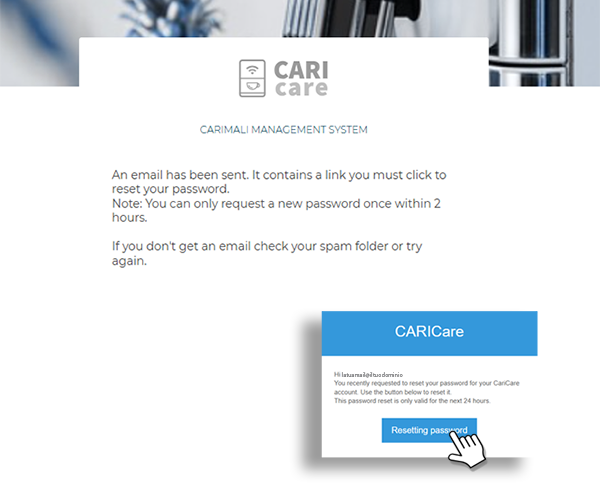 CARI
care
CARIMALI MANAGEMENT SYSTEM
An email has been sent. It contains a link you must click to
reset your password.
Note: You can only request a new password once within 2
hours.
If you don't get an email check your spam folder or try
again.
CARICare
Hi latuamail@iltuodominio
You recently requested to reset your password for your CariCare
account. Use the button below to reset it.
This password reset is only valid for the next 24 hours.
Resetting password